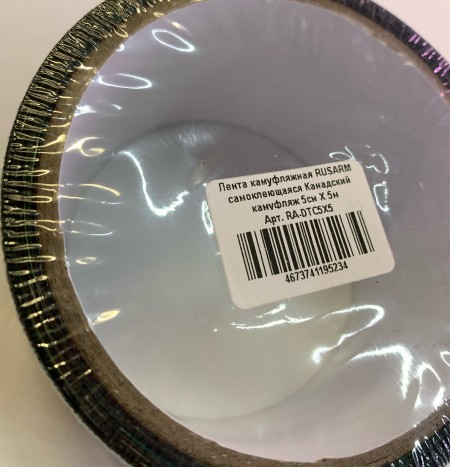 Лента камуфляжная RUSARM
самоклеющаяся Канадский
камуфляж 5см X 5м
Арт. RA-DTC5X5
4673741195234